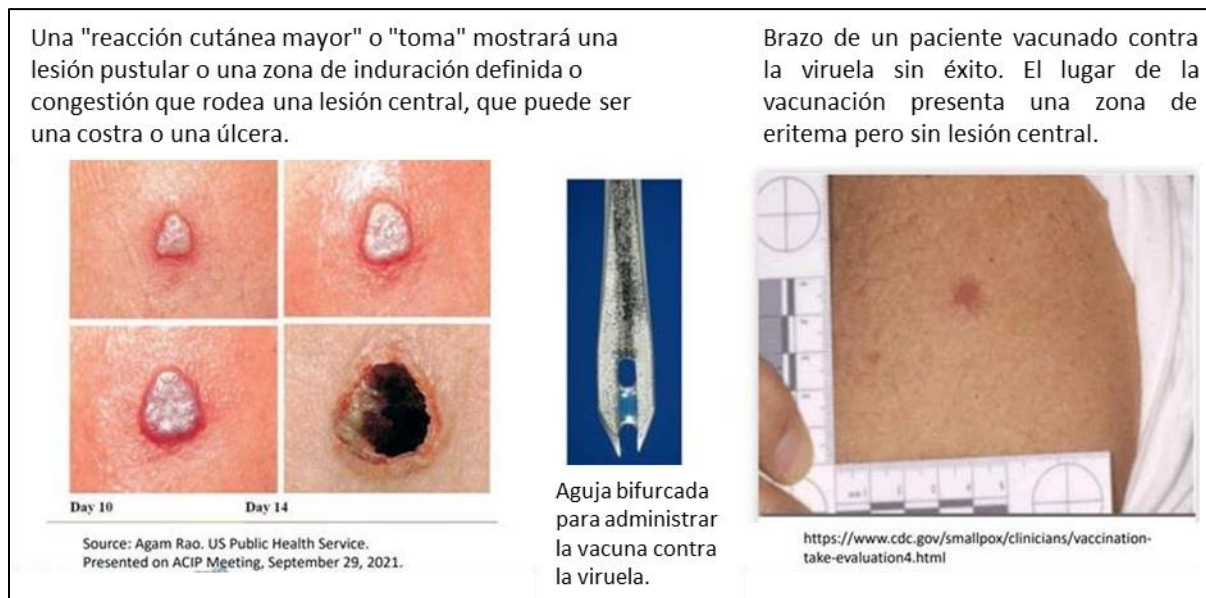 Una "reacción cutánea mayor" o "toma" mostrará una
lesión pustular o una zona de induración definida o
congestión que rodea una lesión central, que puede ser
una costra o una úlcera.
Day 10
Day 14
Source: Agam Rao. US Public Health Service.
Presented on ACIP Meeting, September 29, 2021.
Aguja bifurcada
para administrar
la vacuna contra
la viruela.
Brazo de un paciente vacunado contra
la viruela sin éxito. El lugar de la
vacunación presenta una zona de
eritema pero sin lesión central.
https://www.cdc.gov/smallpox/clinicians/vaccination-
take-evaluation4.html